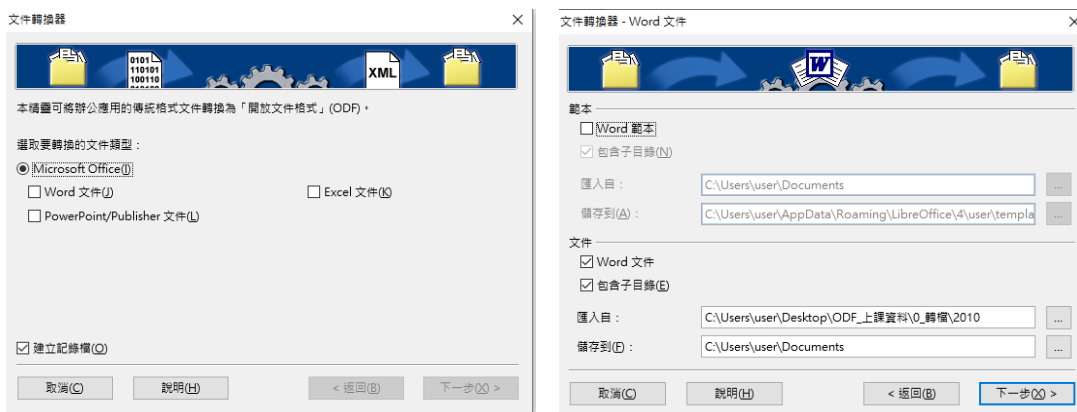 文件轉換器
0101
110101
100110
XML
本精靈可將辦公應用的傳統格式文件轉換為「開放文件格式」(ODF)。
選取要轉換的文件類型：
Microsoft Office(I)
Word 文件(J)
Excel 文件(K)
PowerPoint/Publisher 文件(L)
建立記錄檔(O)
取消(C)
說明(H)
< 返回(B)
下一步(X) >
文件轉換器 - Word 文件
W
範本
Word 範本
包含子目錄(N)
匯入自：
C:\Users\user\Documents
...
儲存到(A)：
C:\Users\user\AppData\Roaming\LibreOffice\4\user\templa
...
文件
Word 文件
包含子目錄(E)
匯入自：
C:\Users\user\Desktop\ODF_上課資料\0_轉檔\2010
...
儲存到(F)：
C:\Users\user\Documents
...
取消(C)
說明(H)
< 返回(B)
下一步(X) >